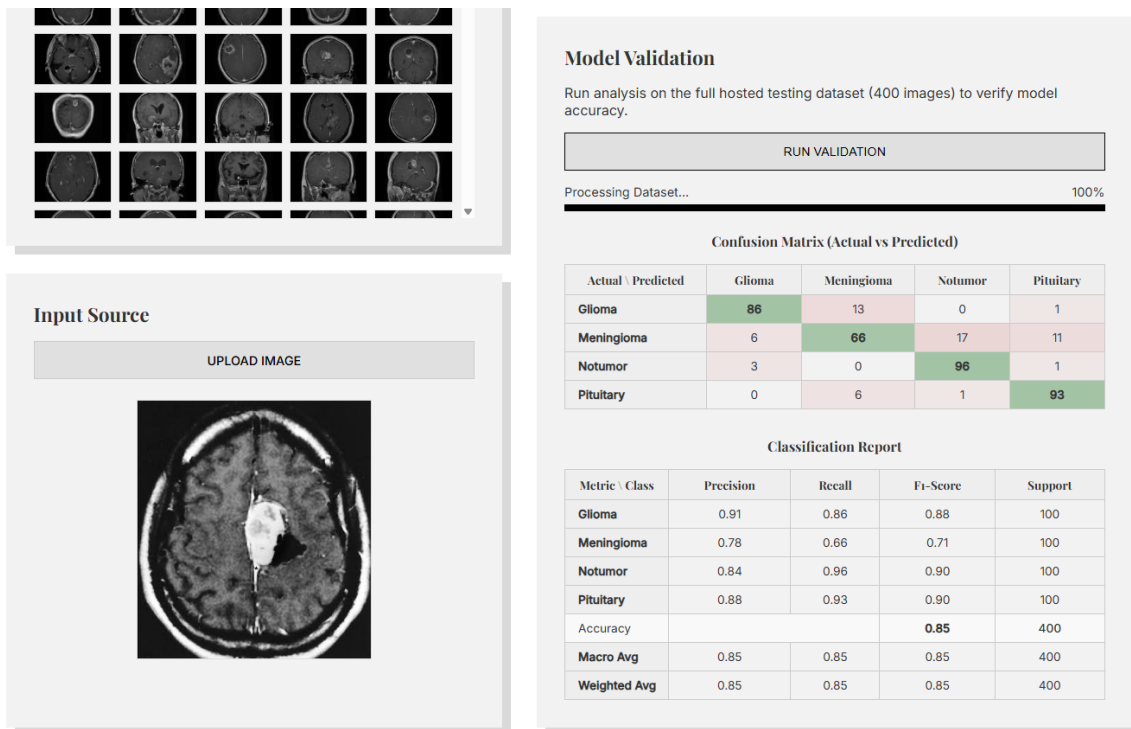 Input Source
UPLOAD IMAGE
Model Validation
Run analysis on the full hosted testing dataset (400 images) to verify model
accuracy.
RUN VALIDATION
Processing Dataset... 100%
Confusion Matrix (Actual vs Predicted)
Actual \ Predicted Glioma Meningioma Notumor Pituitary
Glioma 86 13 0 1
Meningioma 6 66 17 11
Notumor 3 0 96 1
Pituitary 0 6 1 93
Classification Report
Metric \ Class Precision Recall F1-Score Support
Glioma 0.91 0.86 0.88 100
Meningioma 0.78 0.66 0.71 100
Notumor 0.84 0.96 0.90 100
Pituitary 0.88 0.93 0.90 100
Accuracy 0.85 400
Macro Avg 0.85 0.85 0.85 400
Weighted Avg 0.85 0.85 0.85 400